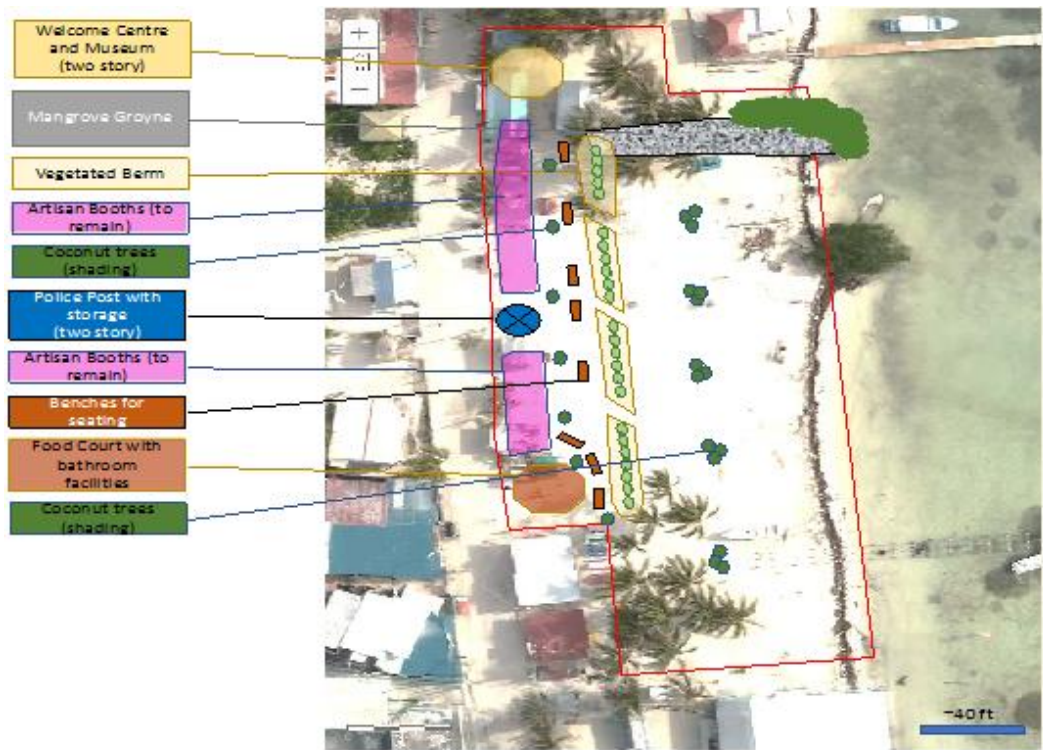 Welcome Centre
and Museum
(two story)
Mangrove Groyne
Vegetated Berm
Artisan Booths (to
remain)
Coconut trees
(shading)
Police Post with
storage
(two story)
Artisan Booths (to
remain)
Benches for
seating
Food Court with
bathroom
facilities
Coconut trees
(shading)
~40 ft